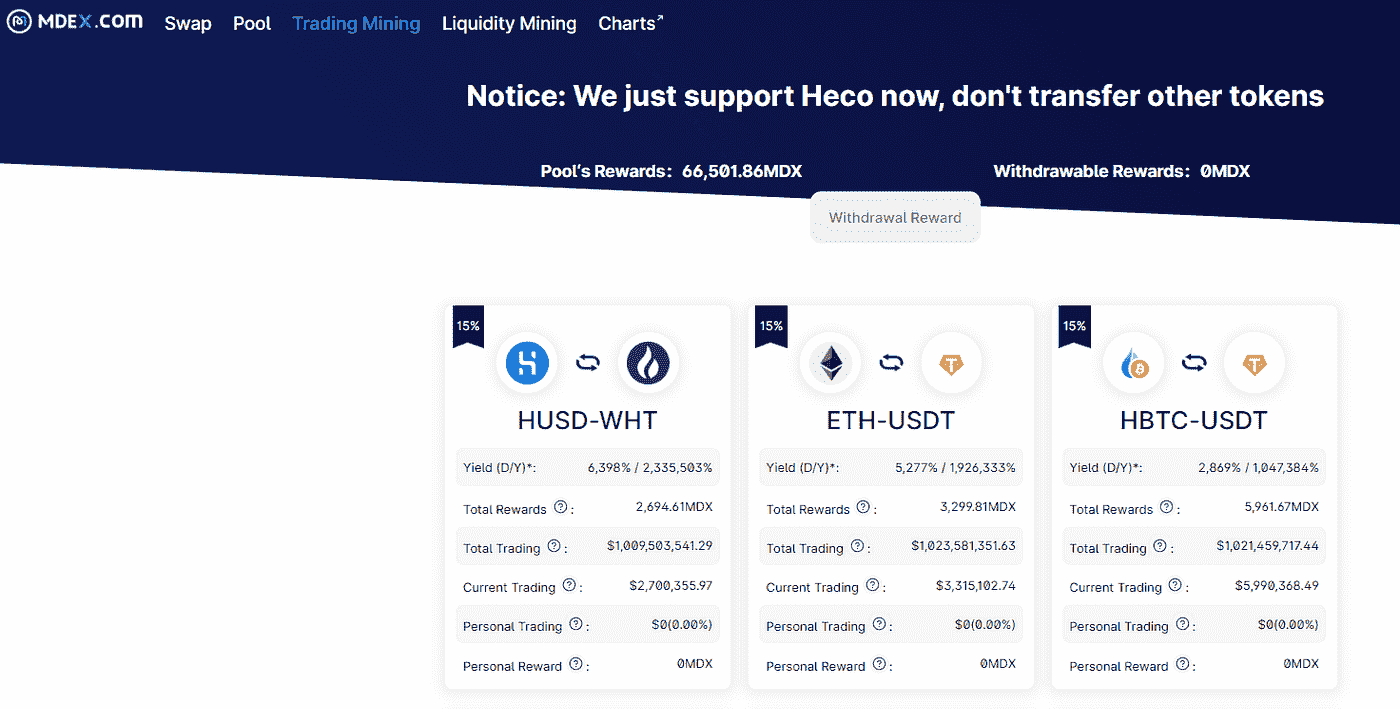 MDEX.COM Swap Pool Trading Mining Liquidity Mining Charts↗
Notice: We just support Heco now, don't transfer other tokens
Pool's Rewards: 66,501.86MDX Withdrawable Rewards: 0MDX
Withdrawal Reward
15%
HUSD-WHT
Yield (D/Y)*: 6,398% / 2,335,503%
Total Rewards ?: 2,694.61MDX
Total Trading ?: $1,009,503,541.29
Current Trading ?: $2,700,355.97
Personal Trading ?: $0(0.00%)
Personal Reward ?: 0MDX
15%
ETH-USDT
Yield (D/Y)*: 5,277% / 1,926,333%
Total Rewards ?: 3,299.81MDX
Total Trading ?: $1,023,581,351.63
Current Trading ?: $3,315,102.74
Personal Trading ?: $0(0.00%)
Personal Reward ?: 0MDX
15%
HBTC-USDT
Yield (D/Y)*: 2,869% / 1,047,384%
Total Rewards ?: 5,961.67MDX
Total Trading ?: $1,021,459,717.44
Current Trading ?: $5,990,368.49
Personal Trading ?: $0(0.00%)
Personal Reward ?: 0MDX